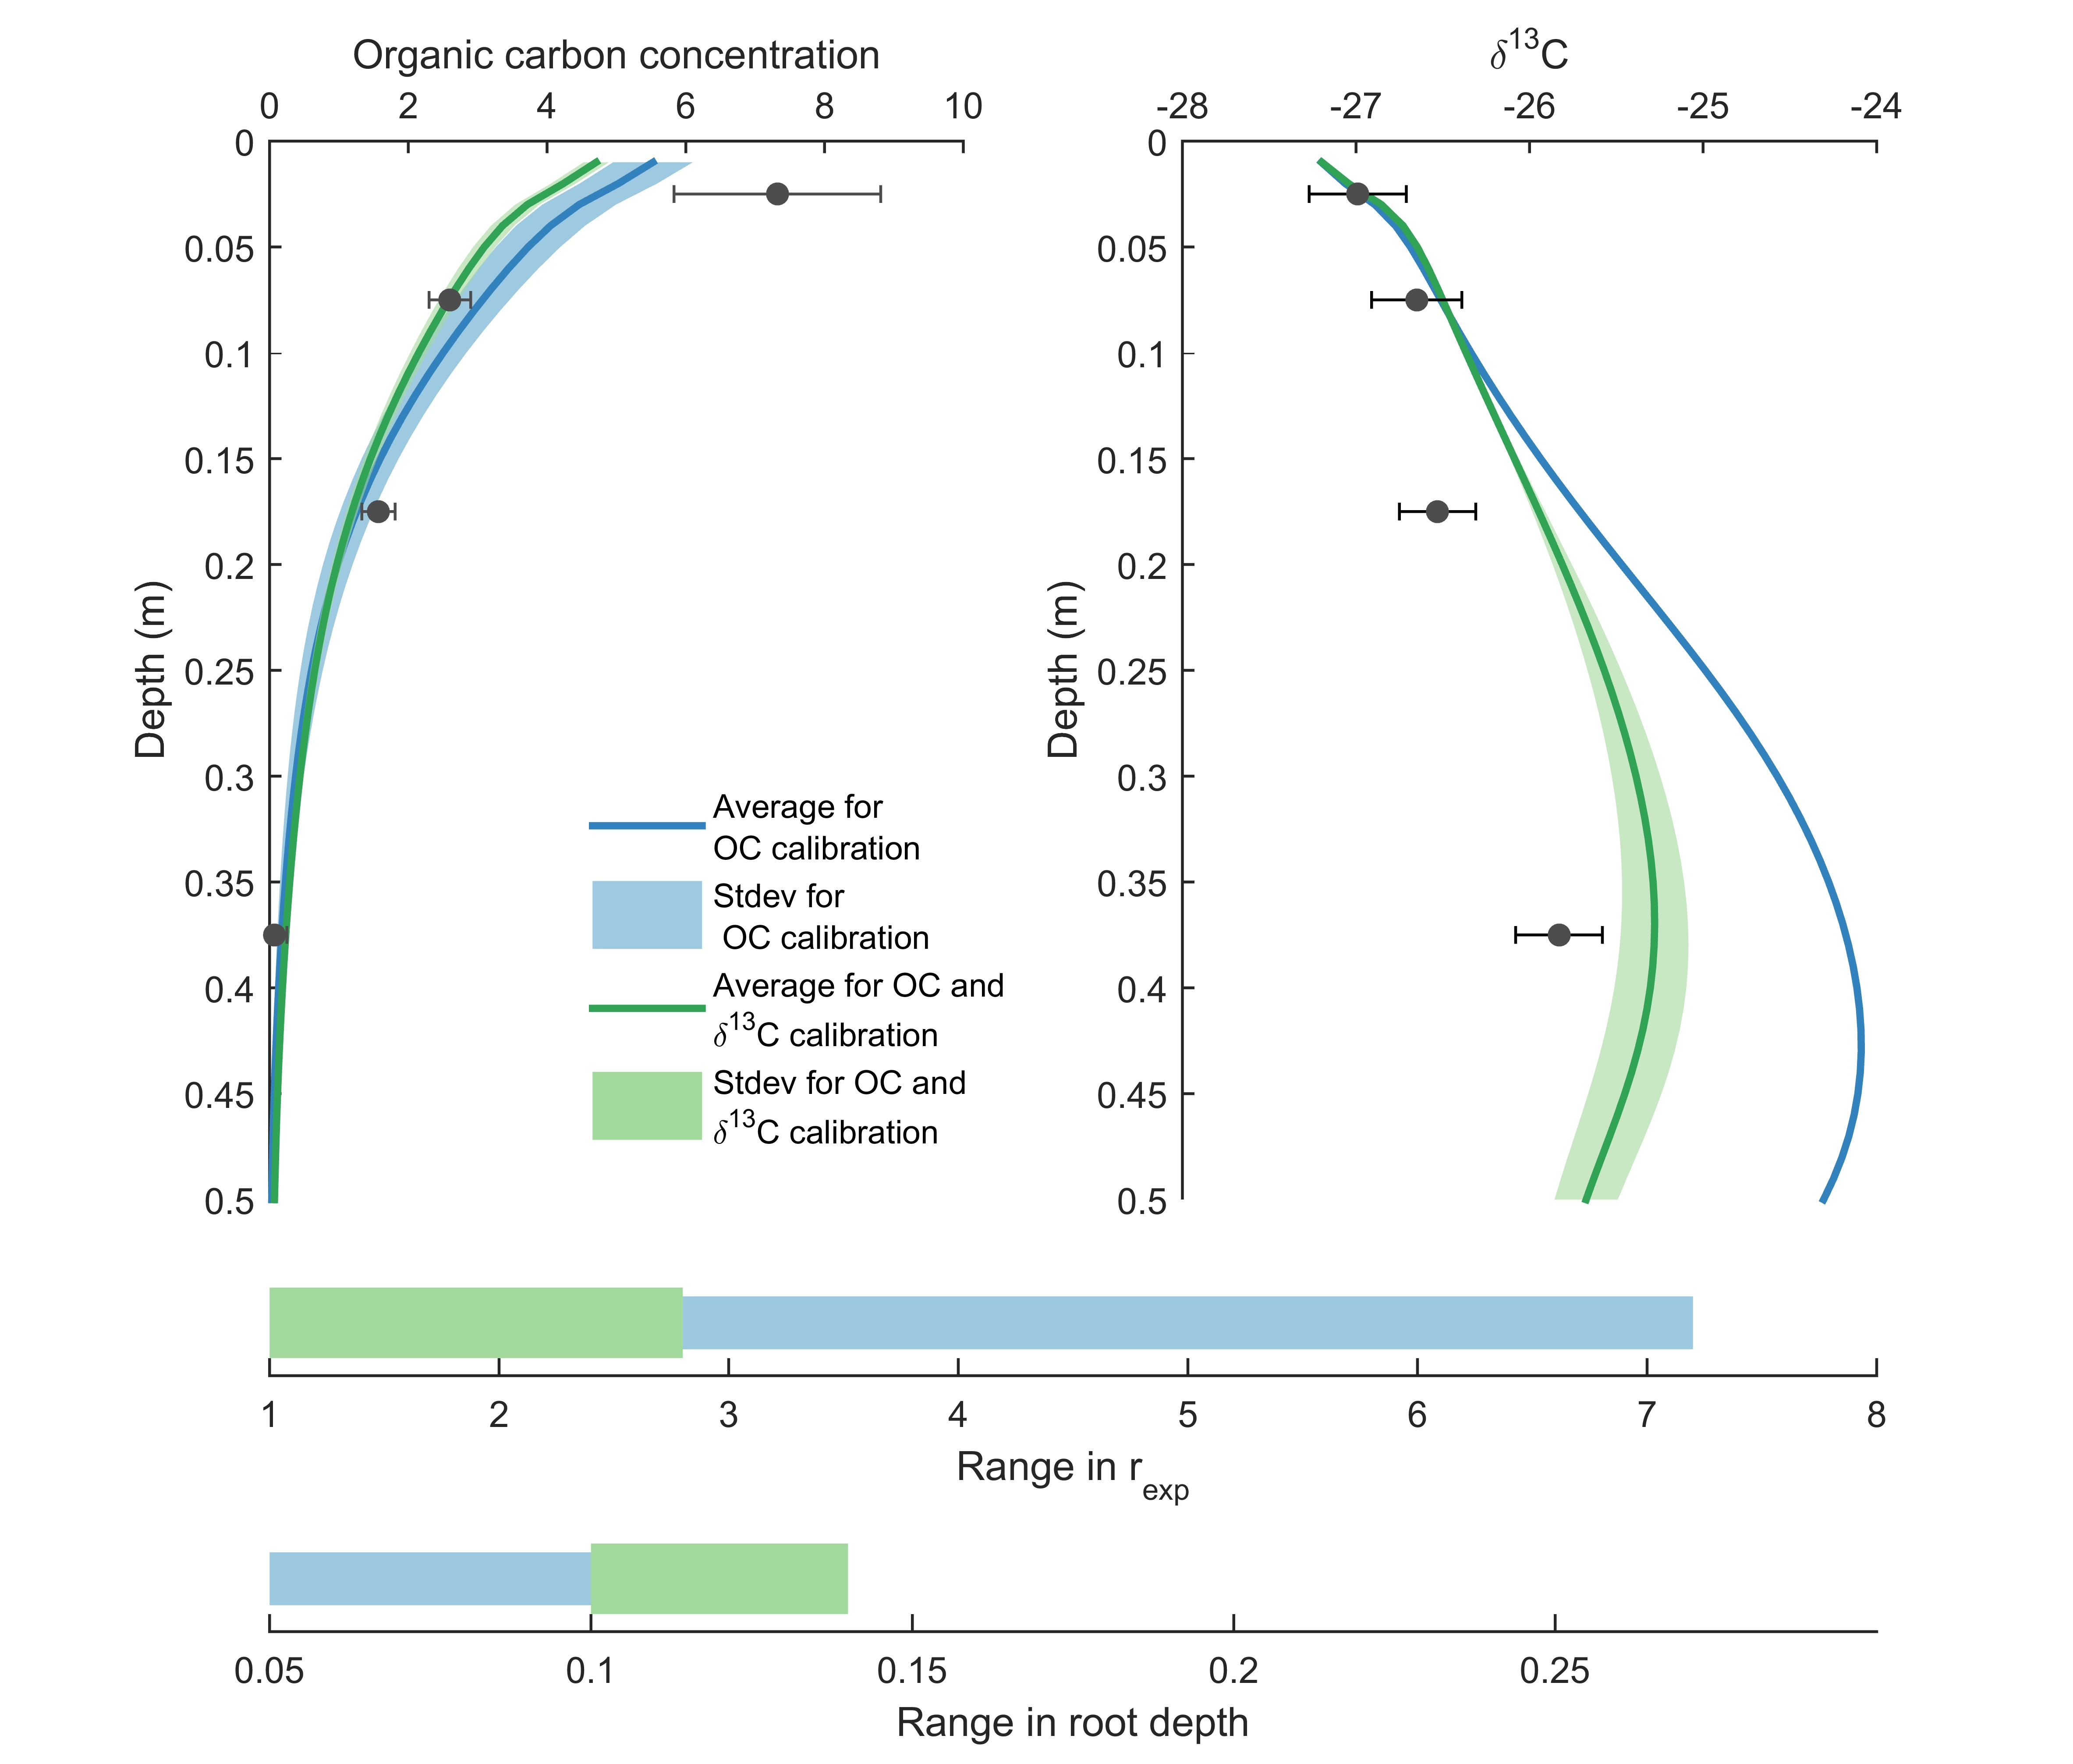 Organic carbon concentration
0 2 4 6 8 10
0
0.05
0.1
0.15
0.2
0.25
0.3
0.35
0.4
0.45
0.5
Depth (m)
Average for
OC calibration
Stdev for
OC calibration
Average for OC and
δ¹³C calibration
Stdev for OC and
δ¹³C calibration
δ¹³C
-28 -27 -26 -25 -24
0
0.05
0.1
0.15
0.2
0.25
0.3
0.35
0.4
0.45
0.5
Depth (m)
1 2 3 4 5 6 7 8
Range in r_exp
0.05 0.1 0.15 0.2 0.25
Range in root depth